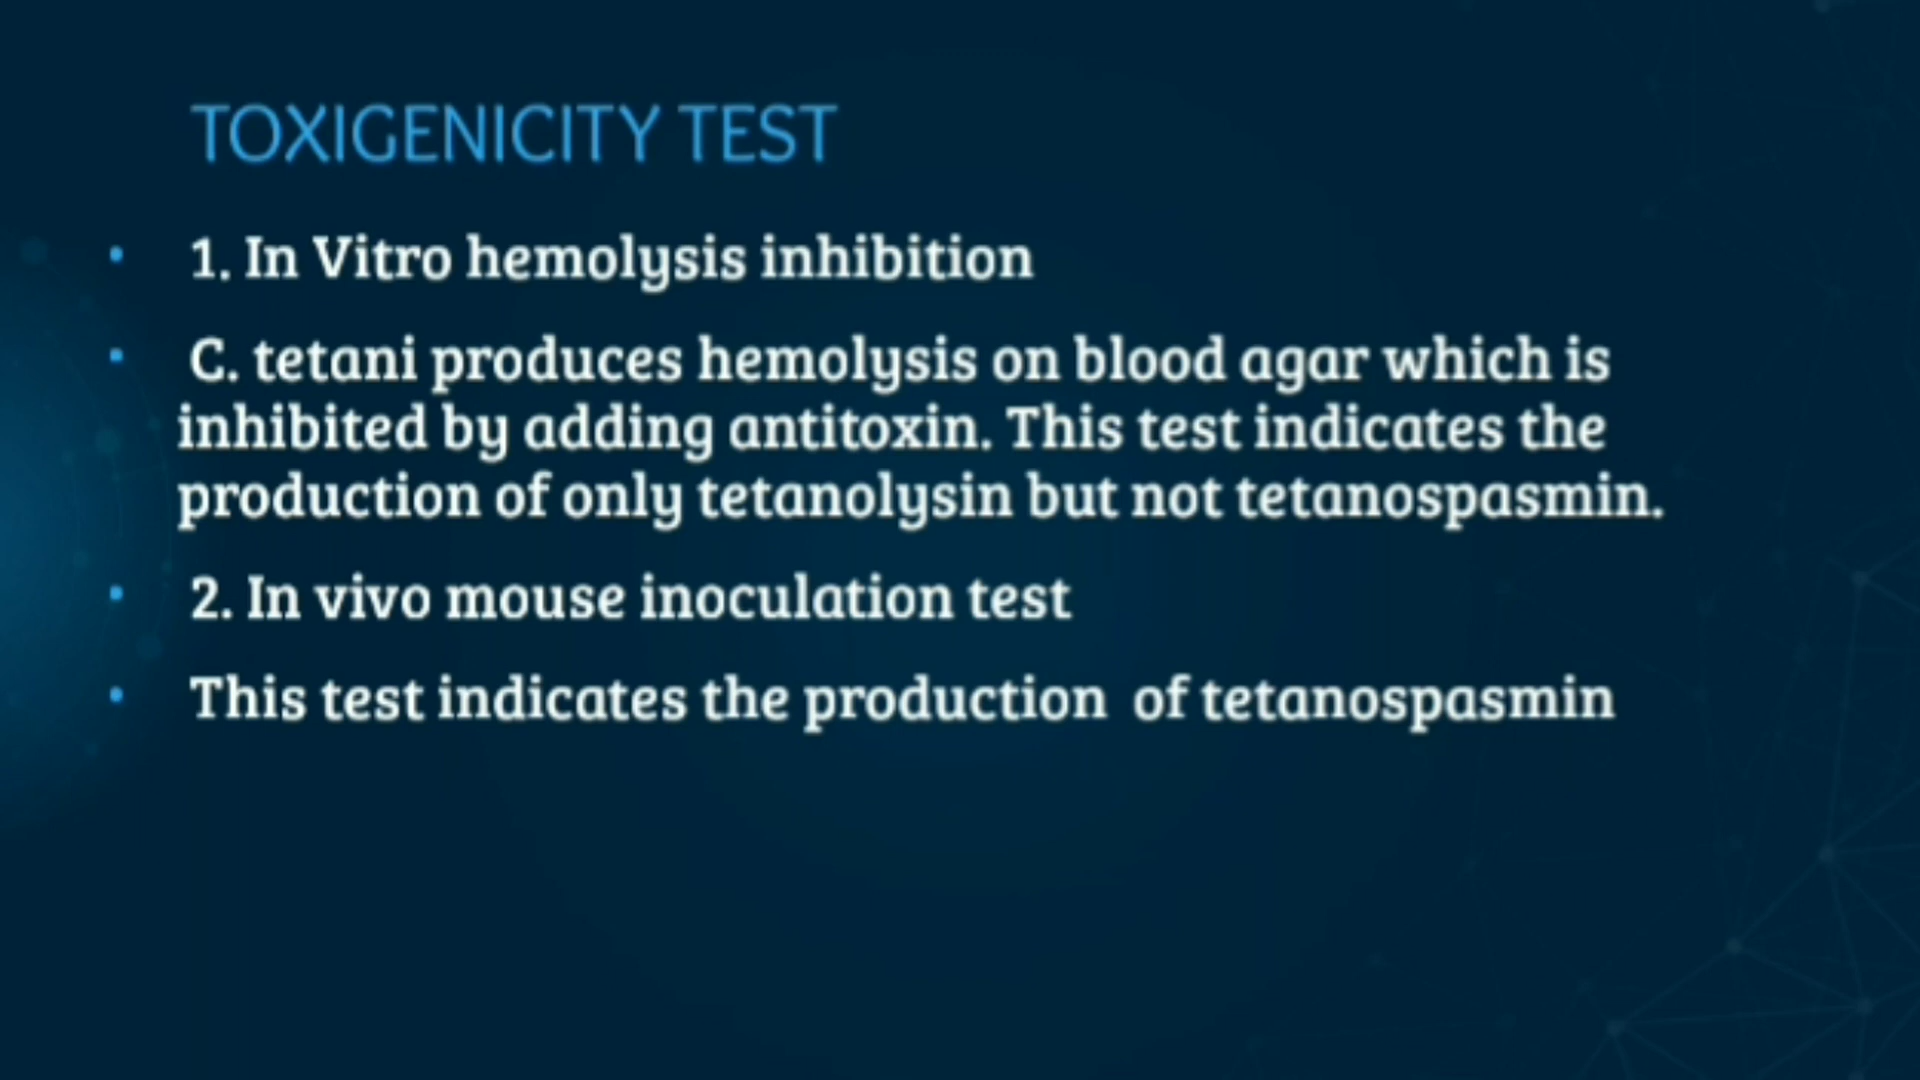 TOXIGENICITY TEST
• 1. In Vitro hemolysis inhibition
• C. tetani produces hemolysis on blood agar which is
inhibited by adding antitoxin. This test indicates the
production of only tetanolysin but not tetanospasmin.
• 2. In vivo mouse inoculation test
• This test indicates the production of tetanospasmin